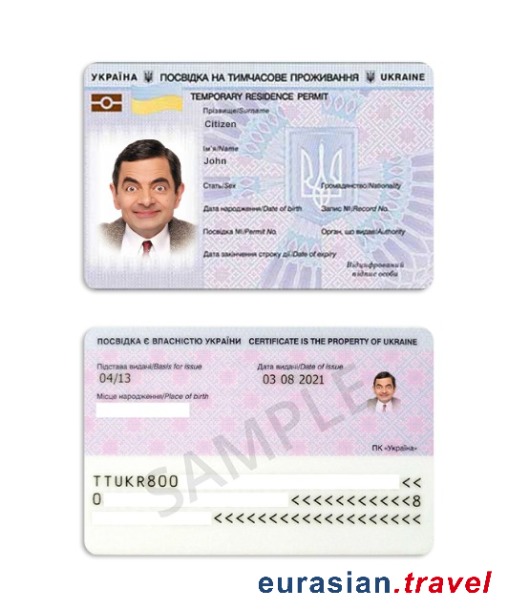 УКРАЇНА ПОСВІДКА НА ТИМЧАСОВЕ ПРОЖИВАННЯ UKRAINE
TEMPORARY RESIDENCE PERMIT
Прізвище/Surname
Citizen
Ім'я/Name
John
Стать/Sex Громадянство/Nationality
Дата народження/Date of birth Запис №/Record No.
Посвідка №/Permit No. Орган, що видав/Authority
Дата закінчення строку дії/Date of expiry
Відцифрований підпис особи
ПОСВІДКА Є ВЛАСНІСТЮ УКРАЇНИ CERTIFICATE IS THE PROPERTY OF UKRAINE
Підстава видачі/Basis for issue Дата видачі/Date of issue
04/13 03 08 2021
Місце народження/Place of birth
SAMPLE
ПК «Україна»
TTUKR800 <<
0 <<<<<<<<<<<8
<<<<<<<<<<<<<<<<<<<
eurasian.travel